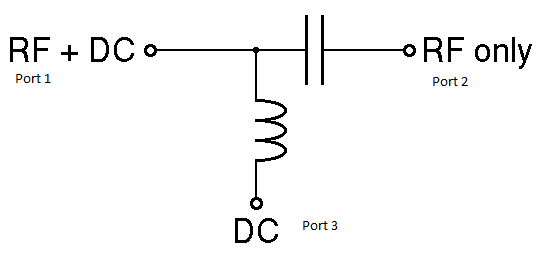 RF + DC
RF only
Port 1
Port 2
DC
Port 3